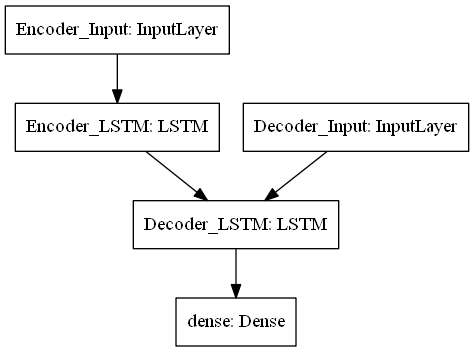 Encoder_Input: InputLayer
Encoder_LSTM: LSTM
Decoder_Input: InputLayer
Decoder_LSTM: LSTM
dense: Dense